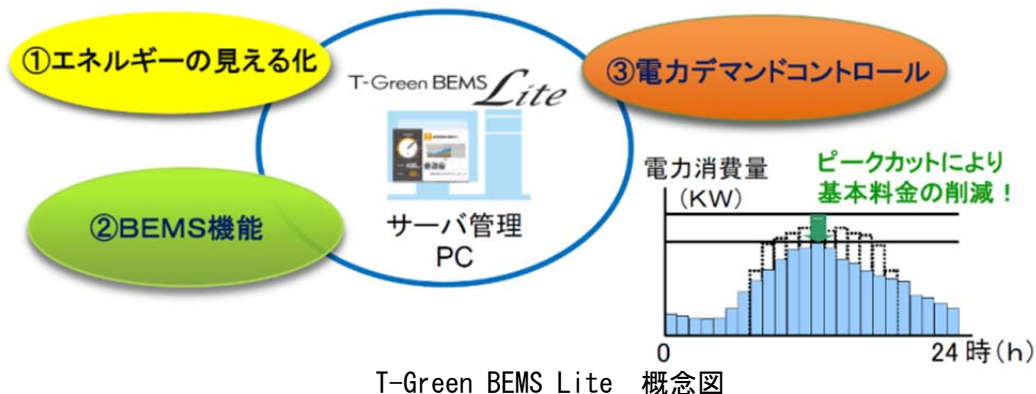 ①エネルギーの見える化
T-Green BEMS Lite
③電力デマンドコントロール
②BEMS機能
サーバ管理
PC
電力消費量
(KW)
ピークカットにより
基本料金の削減！
0
24 時(h)
T-Green BEMS Lite 概念図